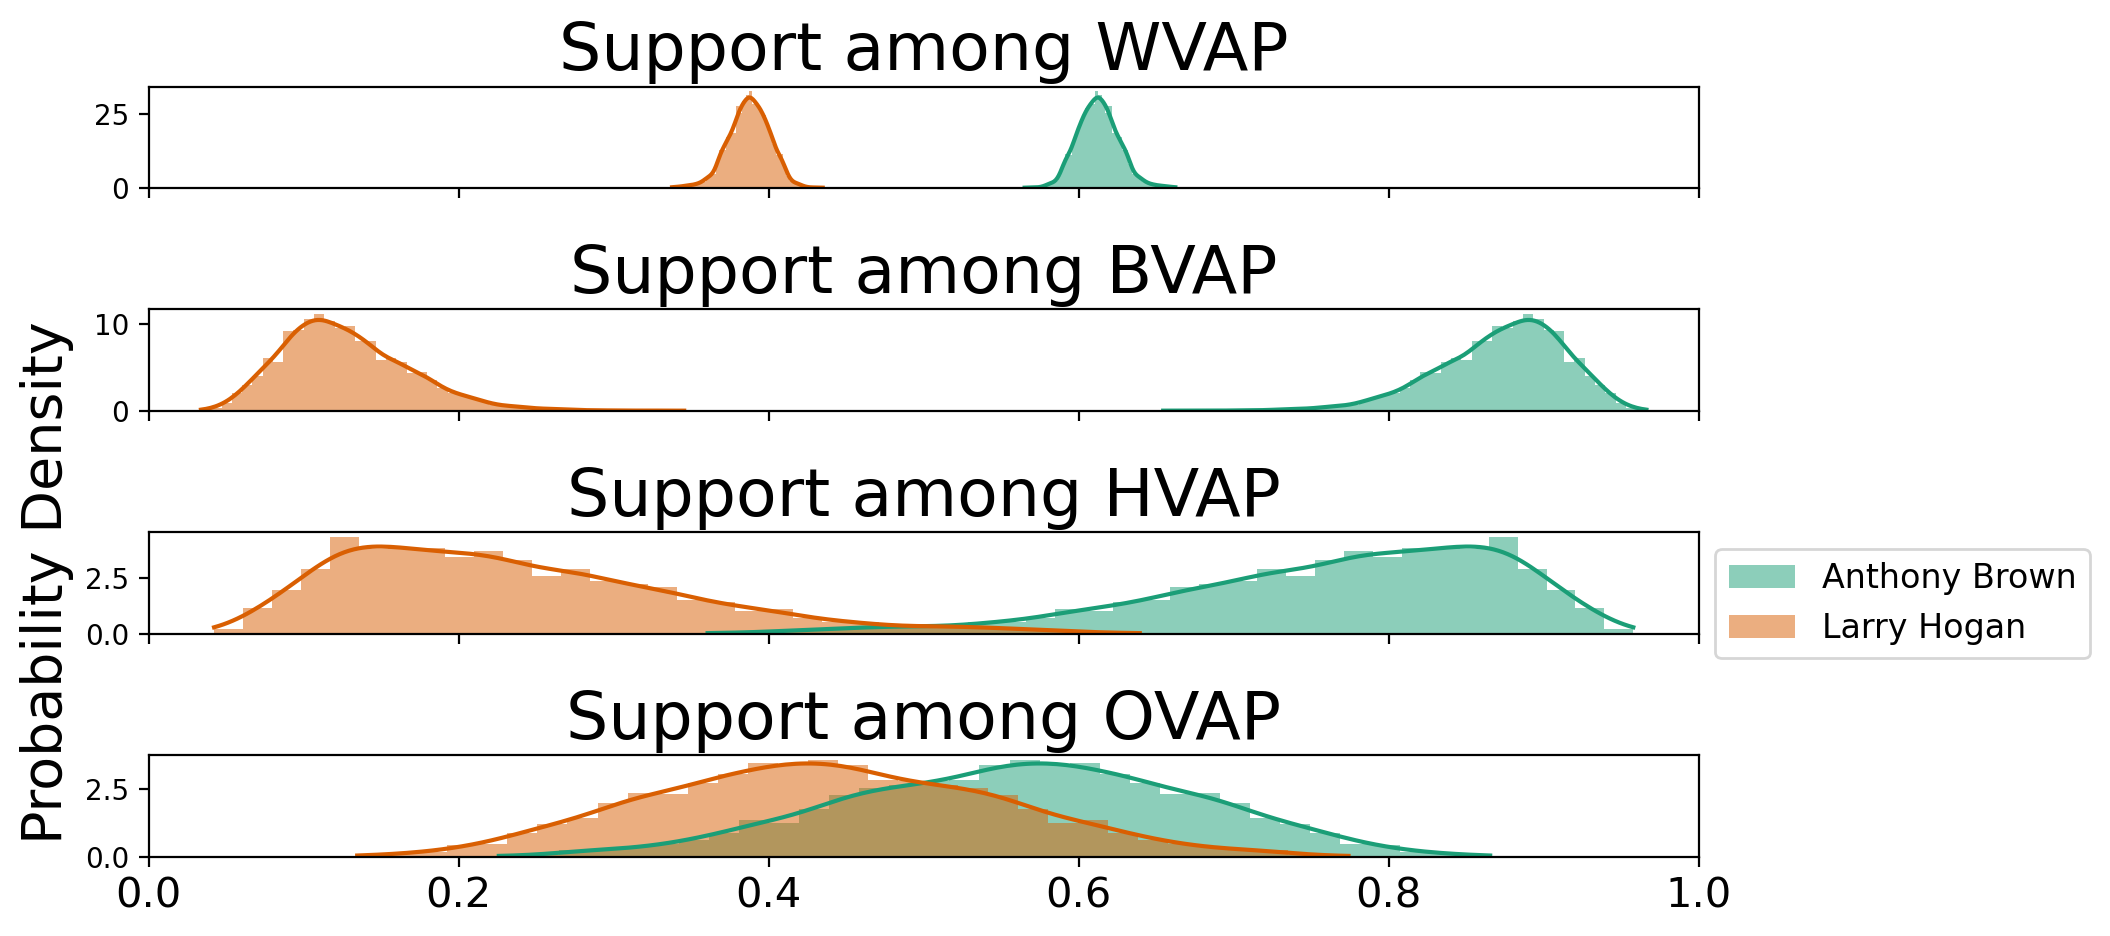 Support among WVAP
25
0
Support among BVAP
10
0
Support among HVAP
2.5
0.0
Support among OVAP
2.5
0.0
0.0 0.2 0.4 0.6 0.8 1.0
Probability Density
Anthony Brown
Larry Hogan